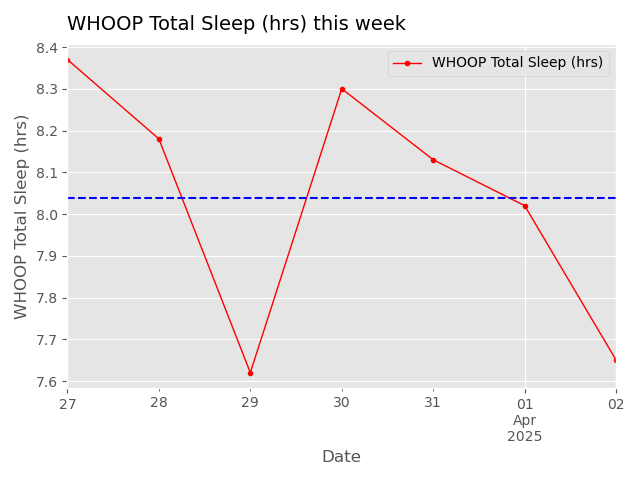 WHOOP Total Sleep (hrs) this week
WHOOP Total Sleep (hrs)
WHOOP Total Sleep (hrs)
8.4
8.3
8.2
8.1
8.0
7.9
7.8
7.7
7.6
27 28 29 30 31 01 02
Apr
2025
Date